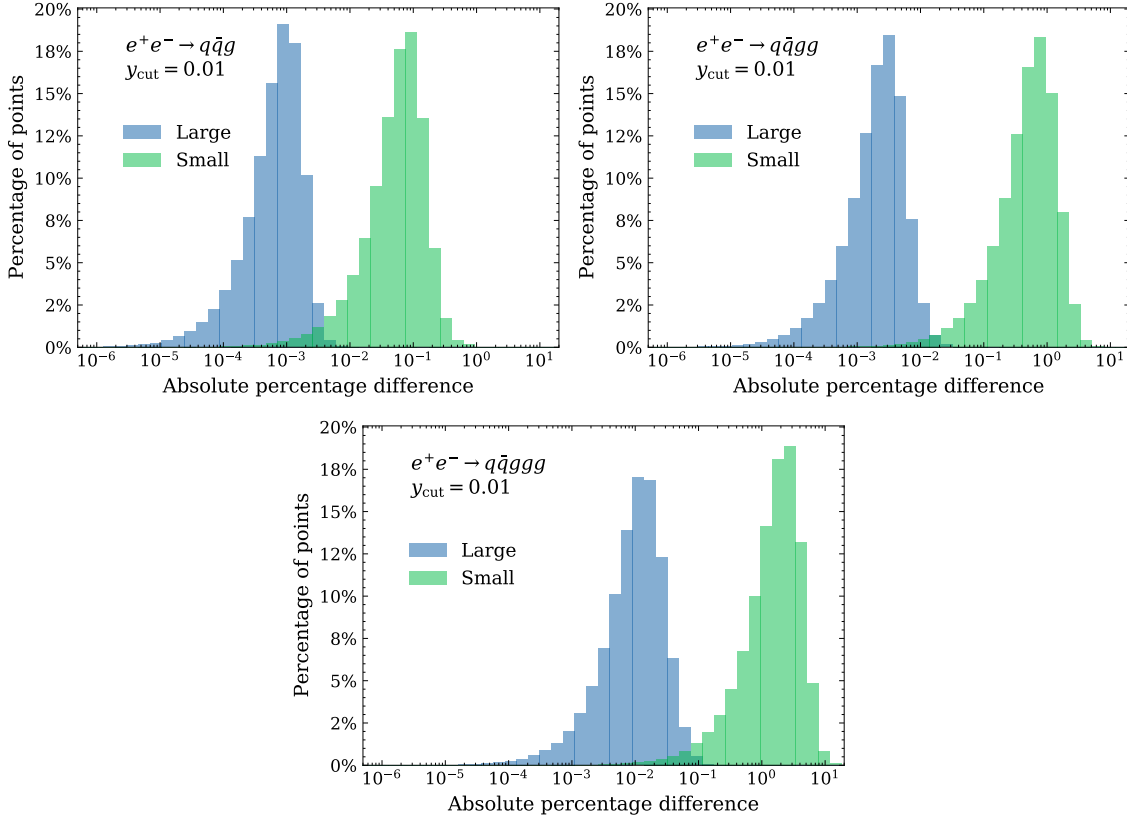 20%
18%
15%
12%
10%
8%
5%
2%
0%
Percentage of points
e⁺e⁻ → qq̄g
y_cut = 0.01
Large
Small
10⁻⁶ 10⁻⁵ 10⁻⁴ 10⁻³ 10⁻² 10⁻¹ 10⁰ 10¹
Absolute percentage difference
20%
18%
15%
12%
10%
8%
5%
2%
0%
Percentage of points
e⁺e⁻ → qq̄gg
y_cut = 0.01
Large
Small
10⁻⁶ 10⁻⁵ 10⁻⁴ 10⁻³ 10⁻² 10⁻¹ 10⁰ 10¹
Absolute percentage difference
20%
18%
15%
12%
10%
8%
5%
2%
0%
Percentage of points
e⁺e⁻ → qq̄ggg
y_cut = 0.01
Large
Small
10⁻⁶ 10⁻⁵ 10⁻⁴ 10⁻³ 10⁻² 10⁻¹ 10⁰ 10¹
Absolute percentage difference